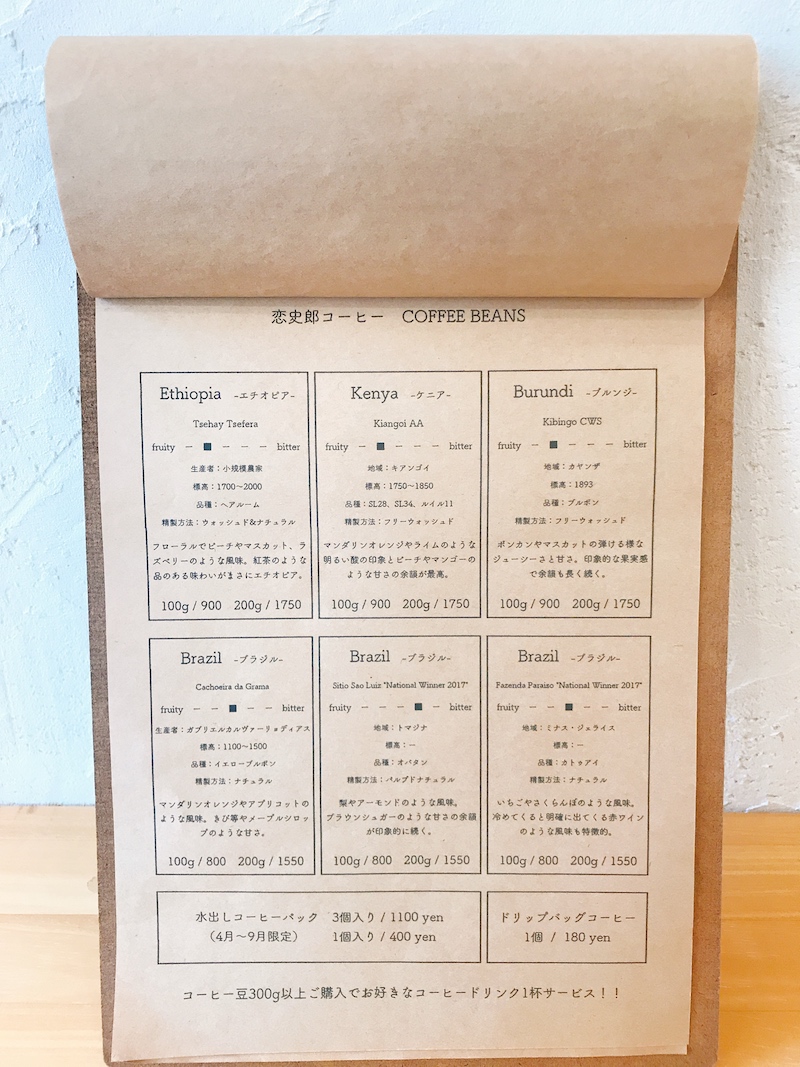 恋史郎コーヒー COFFEE BEANS
Ethiopia -エチオピア-
Tsehay Tsefera
fruity － ■ － － － bitter
生産者：小規模農家
標高：1700〜2000
品種：ヘアルーム
精製方法：ウォッシュド&ナチュラル
フローラルでピーチやマスカット、ラ
ズベリーのような風味。紅茶のような
品のある味わいがまさにエチオピア。
100g / 900 200g / 1750
Kenya -ケニア-
Kiangoi AA
fruity － ■ － － － bitter
地域：キアンゴイ
標高：1750〜1850
品種：SL28、SL34、ルイル11
精製方法：フリーウォッシュド
マンダリンオレンジやライムのような
明るい酸の印象とピーチやマンゴーの
ような甘さの余韻が最高。
100g / 900 200g / 1750
Burundi -ブルンジ-
Kibingo CWS
fruity － ■ － － － bitter
地域：カヤンザ
標高：1893
品種：ブルボン
精製方法：フリーウォッシュド
ポンカンやマスカットの弾ける様な
ジューシーさと甘さ。印象的な果実感
で余韻も長く続く。
100g / 900 200g / 1750
Brazil -ブラジル-
Cachoeira da Grama
fruity － － ■ － － bitter
生産者：ガブリエルカルヴァーリョディアス
標高：1100〜1500
品種：イエローブルボン
精製方法：ナチュラル
マンダリンオレンジやアプリコットの
ような風味。きび等やメープルシロッ
プのような甘さ。
100g / 800 200g / 1550
Brazil -ブラジル-
Sitio Sao Luiz "National Winner 2017"
fruity － － － ■ － bitter
地域：トマジナ
標高：ー
品種：オバタン
精製方法：パルプドナチュラル
梨やアーモンドのような風味。
ブラウンシュガーのような甘さの余韻
が印象的に続く。
100g / 800 200g / 1550
Brazil -ブラジル-
Fazenda Paraiso "National Winner 2017"
fruity － － ■ － － bitter
地域：ミナス・ジェライス
標高：ー
品種：カトゥアイ
精製方法：ナチュラル
いちごやさくらんぼのような風味。
冷めてくると明確に出てくる赤ワイン
のような風味も特徴的。
100g / 800 200g / 1550
水出しコーヒーパック 3個入り / 1100 yen
（4月〜9月限定） 1個入り / 400 yen
ドリップバッグコーヒー
1個 / 180 yen
コーヒー豆300g以上ご購入でお好きなコーヒードリンク1杯サービス！！